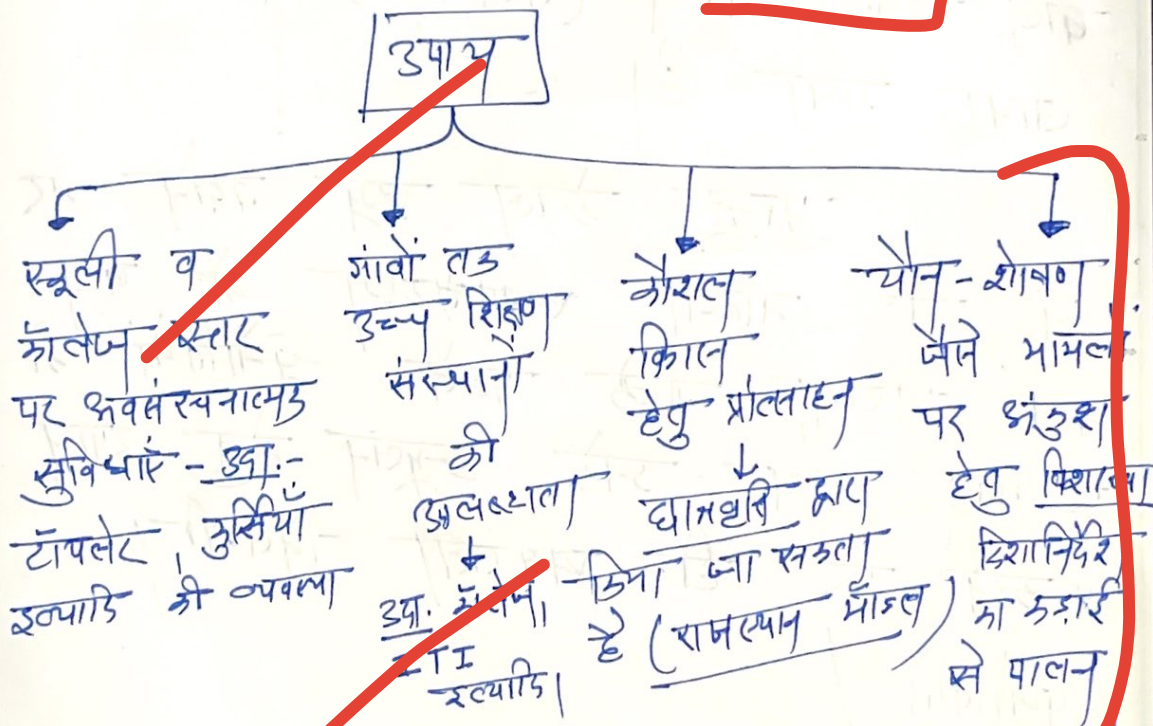 उपाय
स्कूली व
कॉलेज स्तर
पर अवसंरचनात्मक
सुविधाएँ - उदा:-
टॉयलेट, कुर्सियाँ
इत्यादि की व्यवस्था
गांवों तक
उच्च शिक्षण
संस्थानों
की
उपलब्धता
↓
उदा. कॉलेज,
ITI
इत्यादि।
कौशल
विकास
हेतु प्रोत्साहन
↓
छात्रवृत्ति द्वारा
किया जा सकता
है (राजस्थान मॉडल)
यौन-शोषण
जैसे मामलों
पर अंकुश
हेतु विशाखा
दिशानिर्देश
का कड़ाई
से पालन